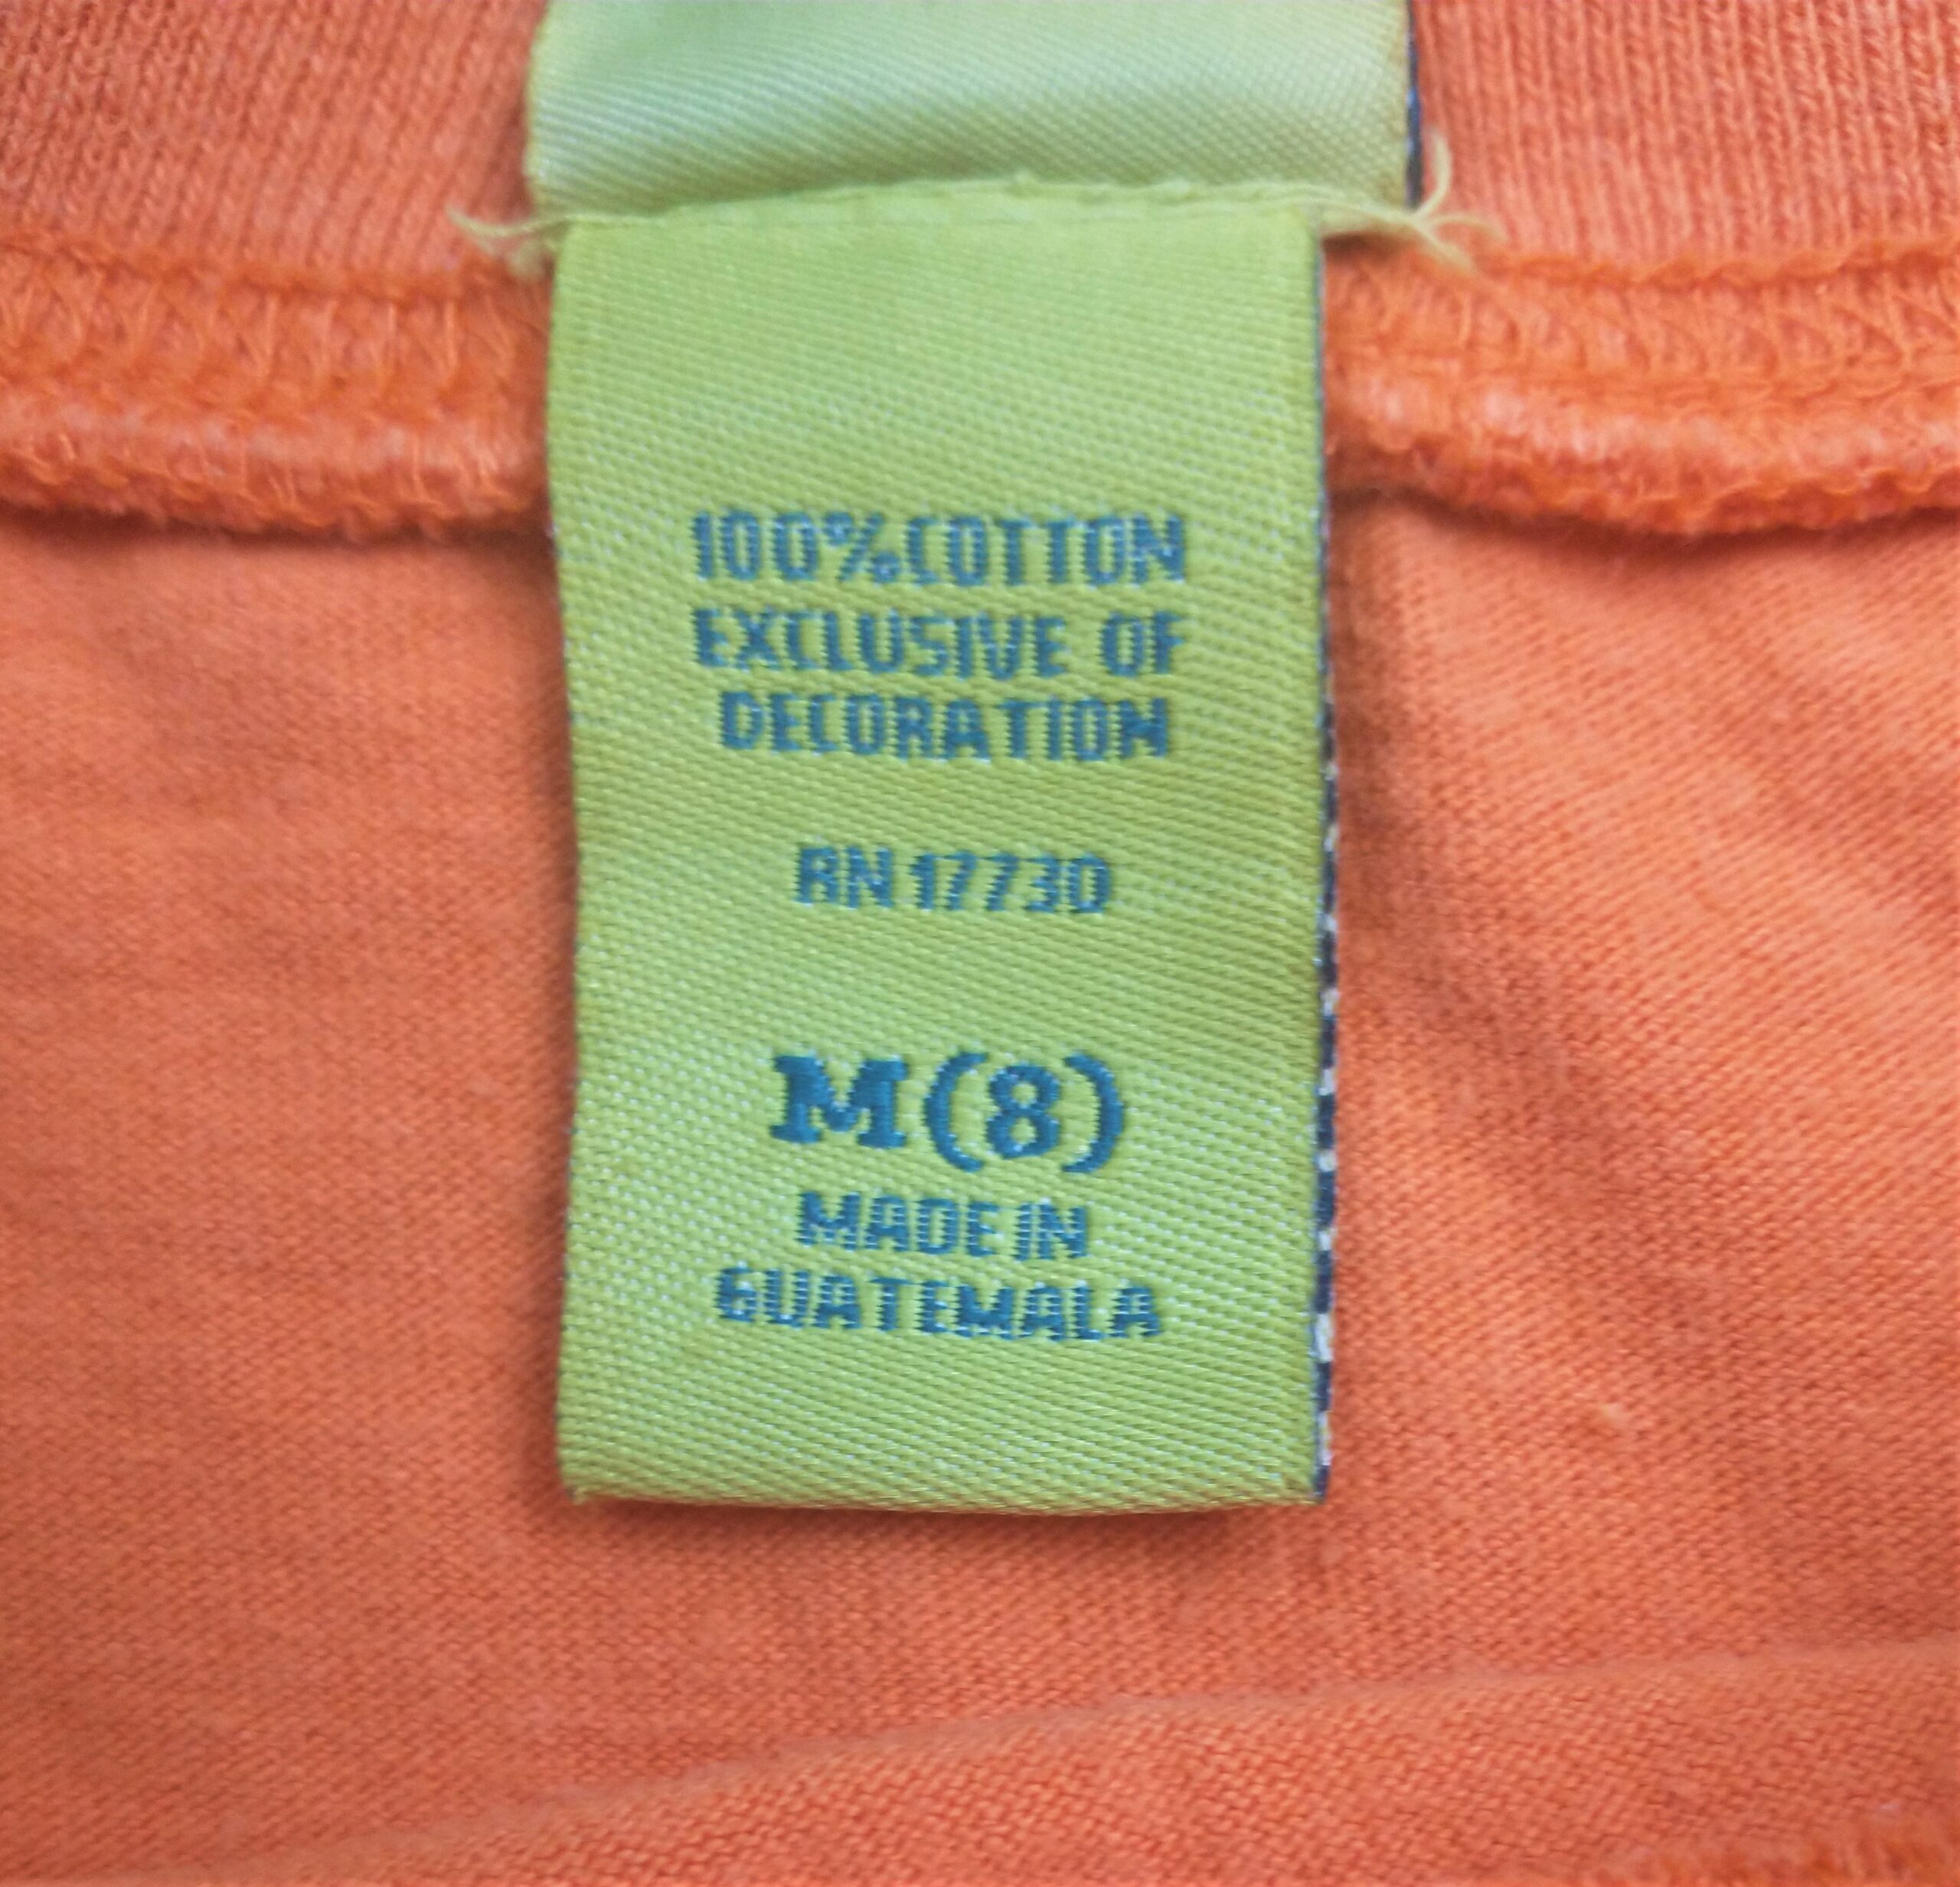 100% COTTON
EXCLUSIVE OF
DECORATION
RN 17730
M(8)
MADE IN
GUATEMALA